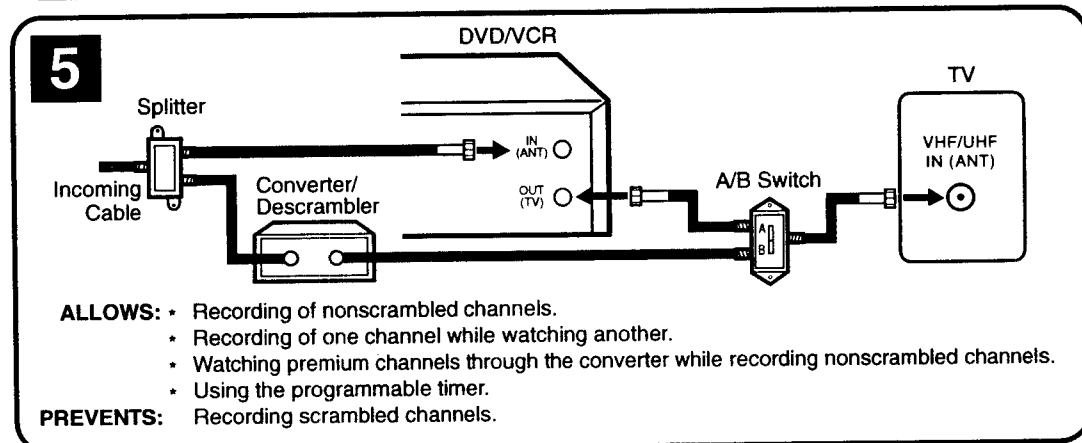 5
DVD/VCR
TV
Splitter
IN
(ANT)
VHF/UHF
IN (ANT)
Incoming
Cable
Converter/
Descrambler
OUT
(TV)
A/B Switch
A
B
ALLOWS: * Recording of nonscrambled channels.
* Recording of one channel while watching another.
* Watching premium channels through the converter while recording nonscrambled channels.
* Using the programmable timer.
PREVENTS: Recording scrambled channels.